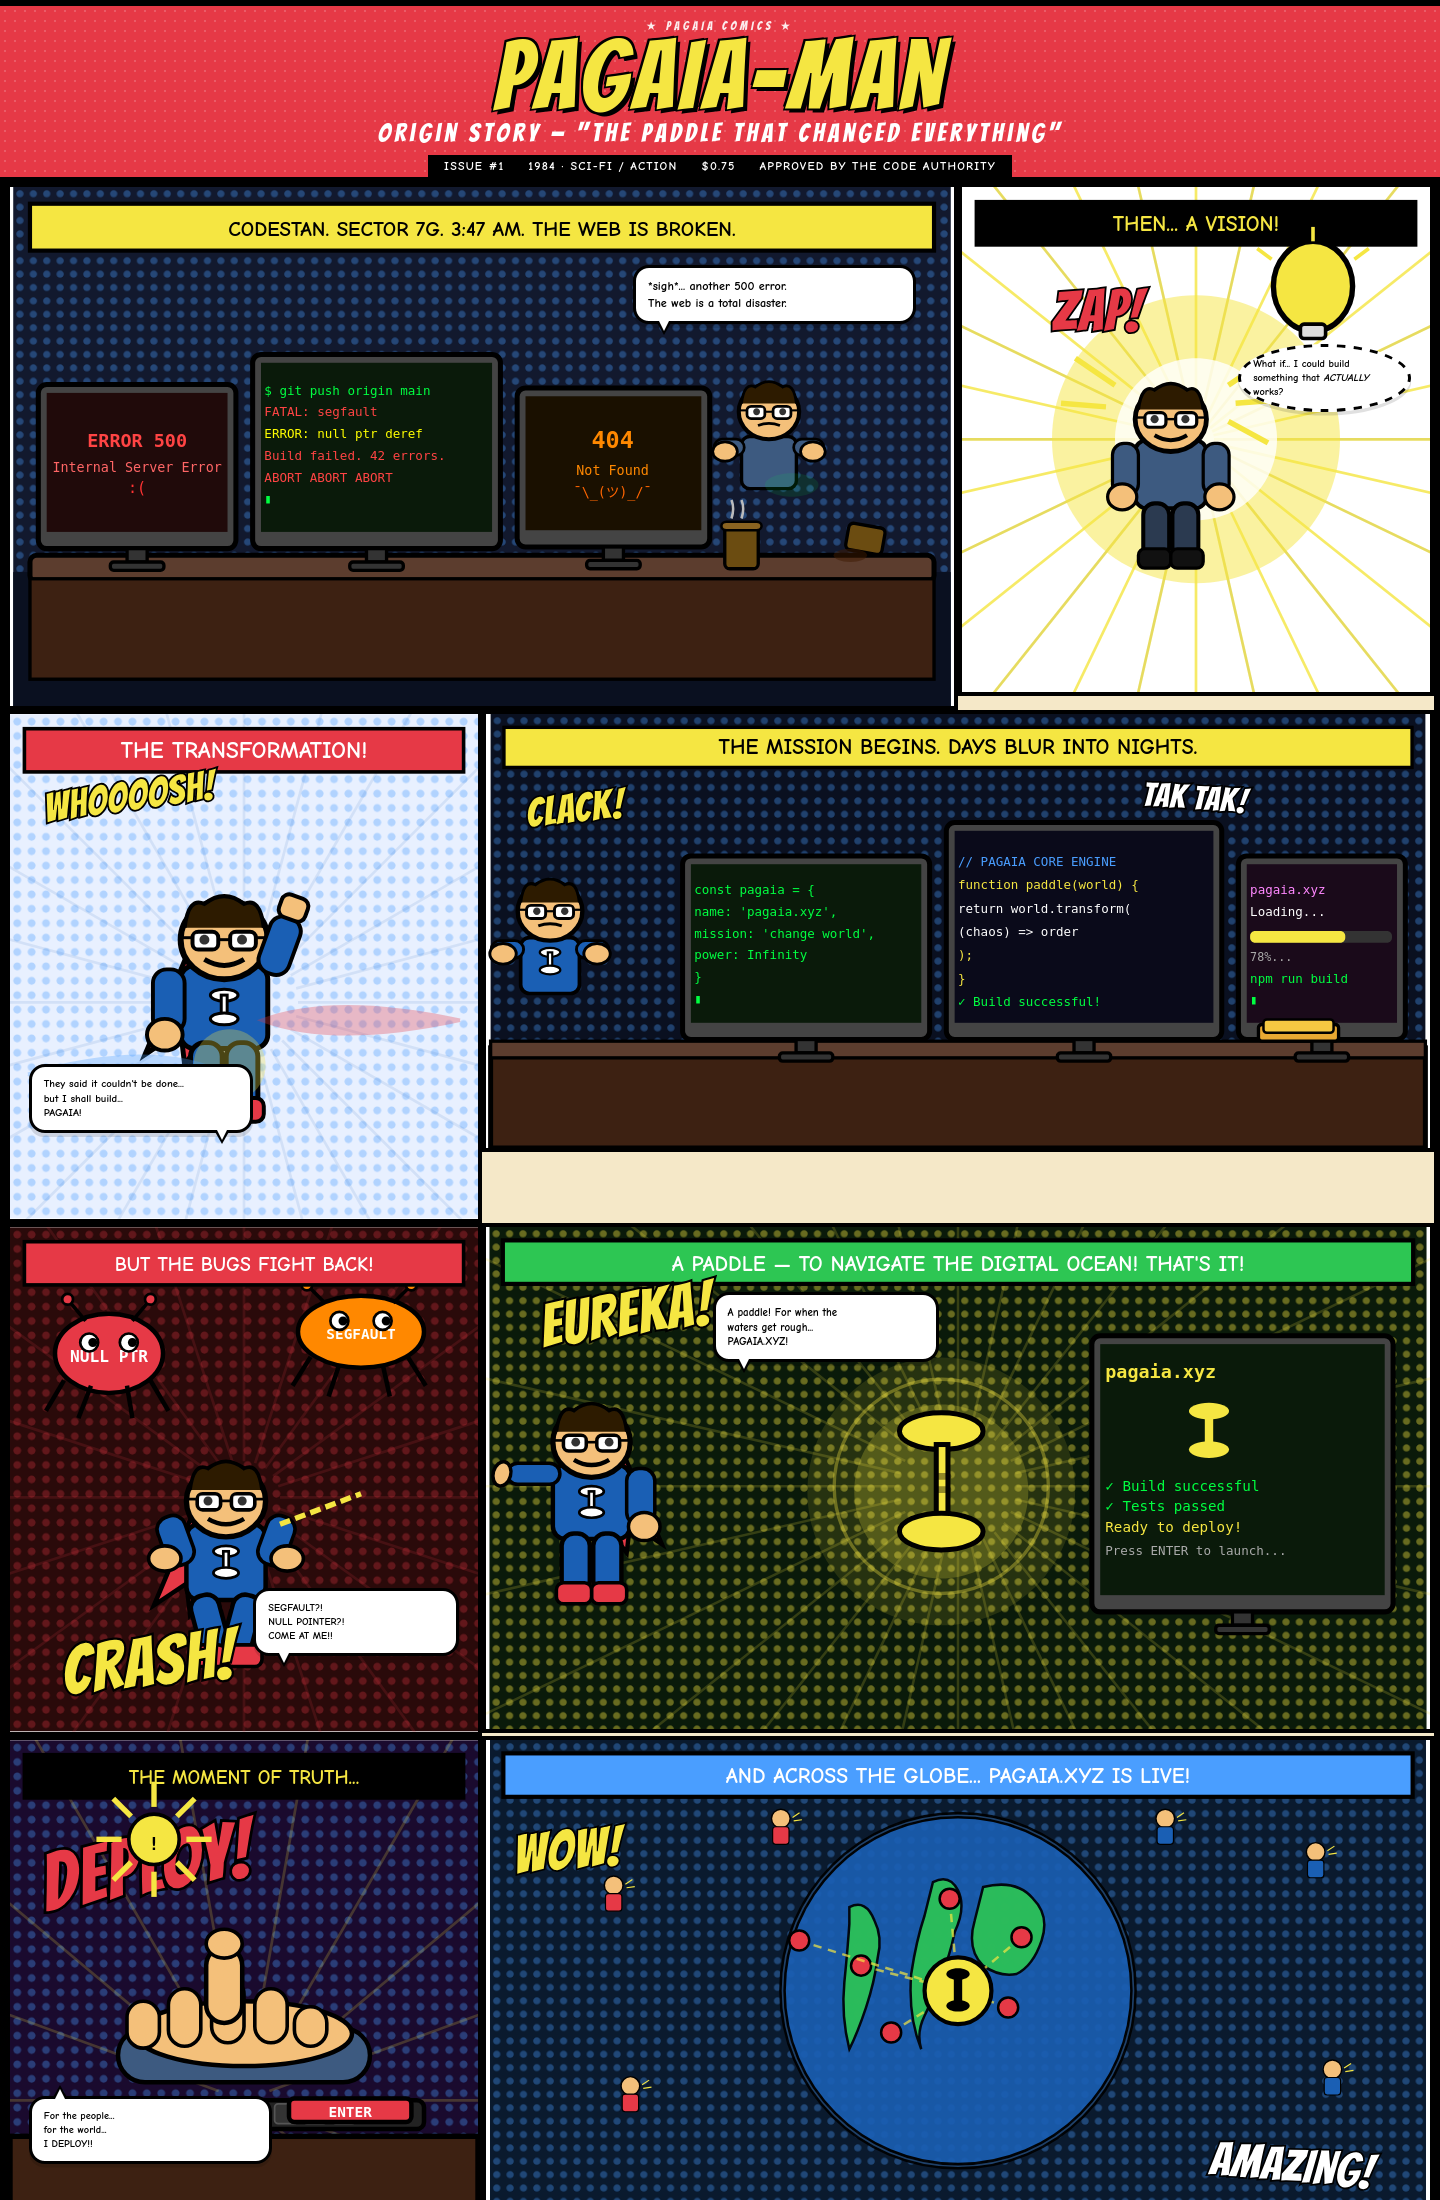 ★ PAGAIA COMICS ★
PAGAIA-MAN
ORIGIN STORY — "THE PADDLE THAT CHANGED EVERYTHING"
ISSUE #1 1984 · SCI-FI / ACTION $0.75 APPROVED BY THE CODE AUTHORITY
CODESTAN. SECTOR 7G. 3:47 AM. THE WEB IS BROKEN.
*sigh*... another 500 error.
The web is a total disaster.
ERROR 500
Internal Server Error
:(
$ git push origin main
FATAL: segfault
ERROR: null ptr deref
Build failed. 42 errors.
ABORT ABORT ABORT
404
Not Found
¯\_(ツ)_/¯
THEN... A VISION!
ZAP!
What if... I could build
something that ACTUALLY
works?
THE TRANSFORMATION!
WHOOOOSH!
They said it couldn't be done...
but I shall build...
PAGAIA!
THE MISSION BEGINS. DAYS BLUR INTO NIGHTS.
CLACK!
TAK TAK!
const pagaia = {
name: 'pagaia.xyz',
mission: 'change world',
power: Infinity
}
// PAGAIA CORE ENGINE
function paddle(world) {
return world.transform(
(chaos) => order
);
}
✓ Build successful!
pagaia.xyz
Loading...
78%...
npm run build
BUT THE BUGS FIGHT BACK!
NULL PTR
SEGFAULT
SEGFAULT?!
NULL POINTER?!
COME AT ME!!
CRASH!
A PADDLE — TO NAVIGATE THE DIGITAL OCEAN! THAT'S IT!
EUREKA!
A paddle! For when the
waters get rough...
PAGAIA.XYZ!
pagaia.xyz
✓ Build successful
✓ Tests passed
Ready to deploy!
Press ENTER to launch...
THE MOMENT OF TRUTH...
DEPLOY!
!
For the people...
for the world...
I DEPLOY!!
ENTER
AND ACROSS THE GLOBE... PAGAIA.XYZ IS LIVE!
WOW!
AMAZING!